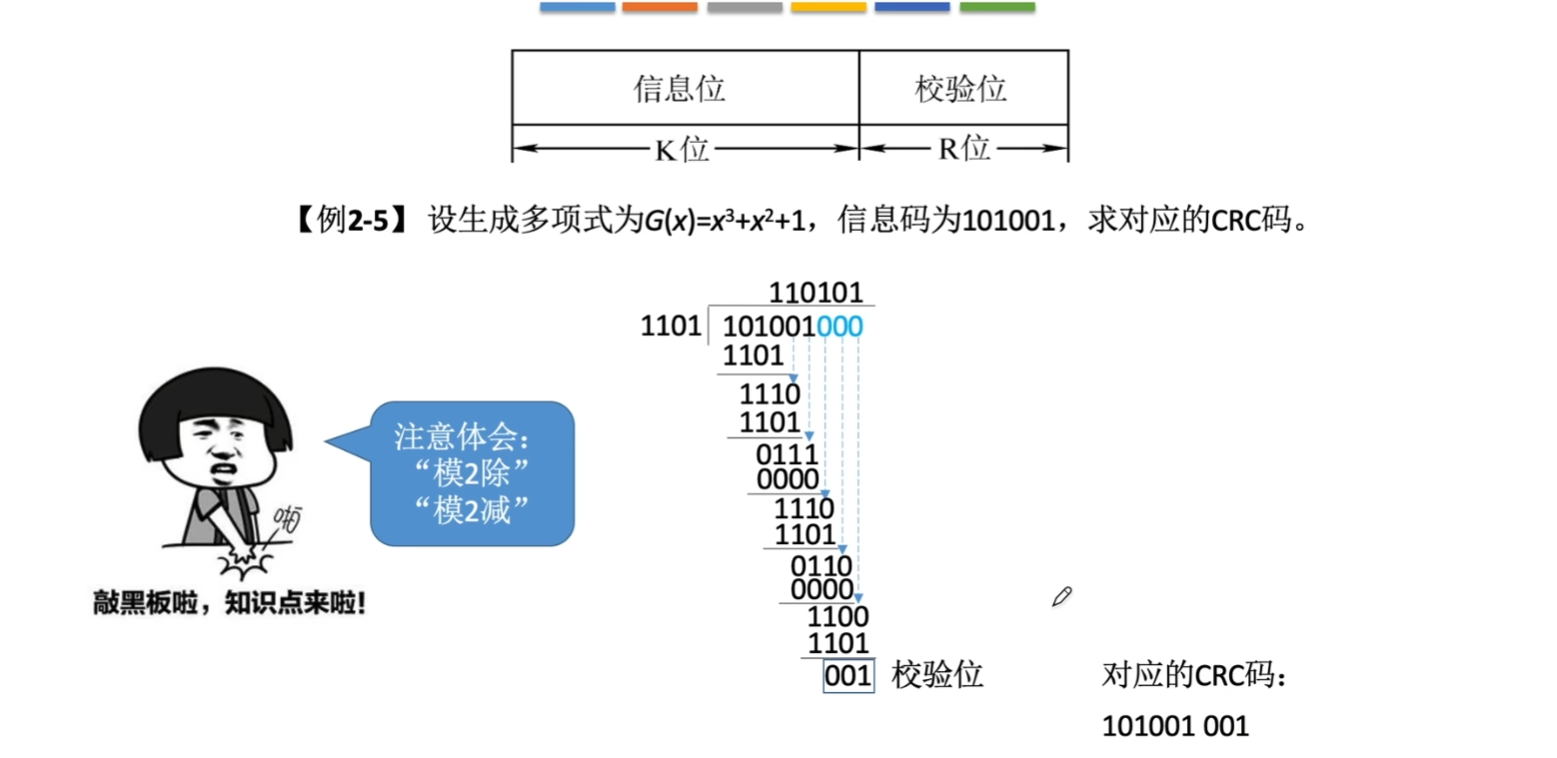 信息位 校验位
K位 R位
【例2-5】 设生成多项式为G(x)=x³+x²+1，信息码为101001，求对应的CRC码。
110101
1101 101001000
1101
1110
1101
0111
0000
1110
1101
0110
0000
1100
1101
001 校验位
注意体会：
“模2除”
“模2减”
啪
敲黑板啦，知识点来啦!
对应的CRC码：
101001 001